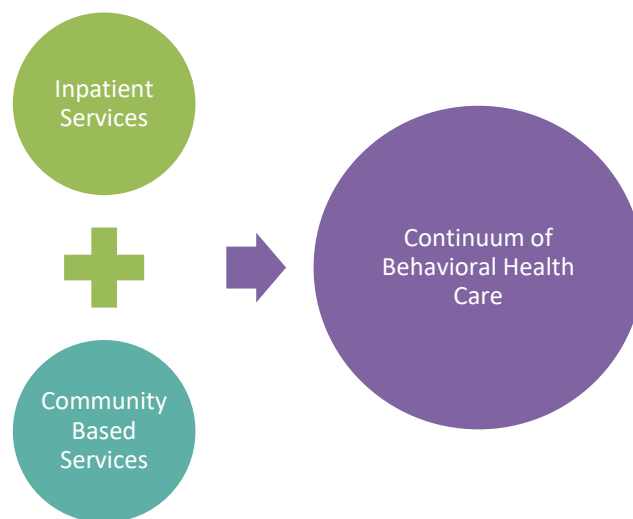 Inpatient
Services
Continuum of
Behavioral Health
Care
Community
Based
Services